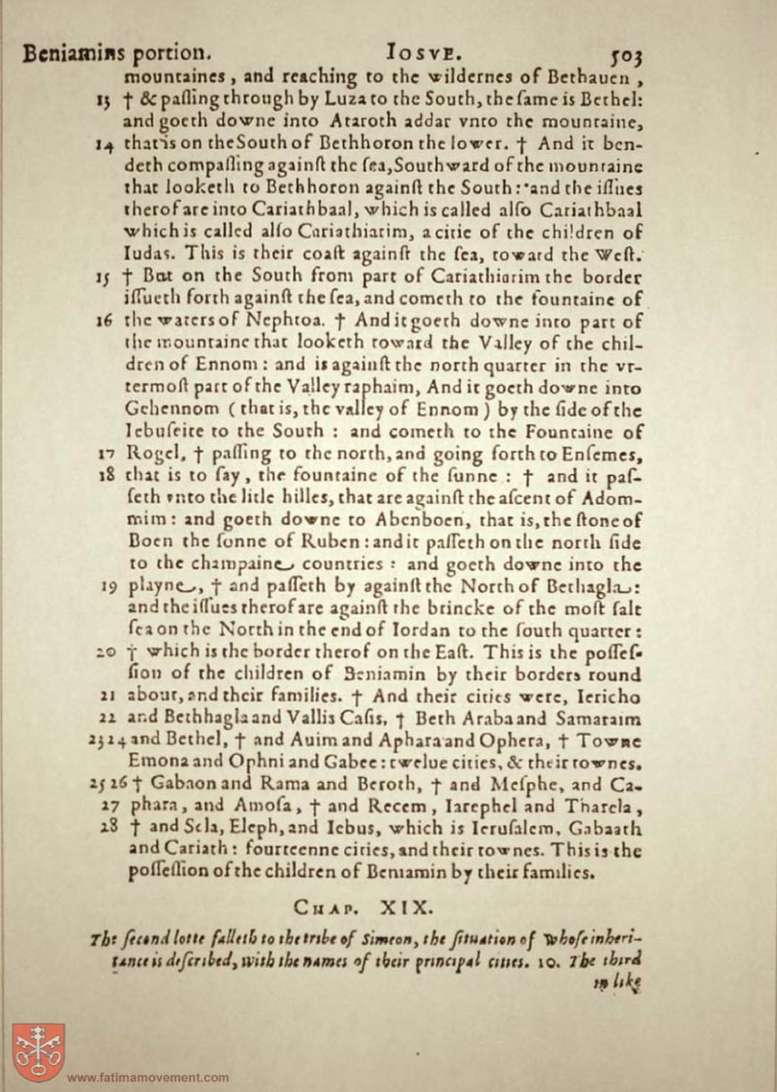 Beniamins portion. IOSVE. 503
mountaines, and reaching to the wildernes of Bethauen,
13 † & paſſing through by Luza to the South, the ſame is Bethel:
and goeth downe into Ataroth addar vnto the mountaine,
14 that is on the South of Bethhoron the lower. † And it ben-
deth compaſſing againſt the ſea, Southward of the mountaine
that looketh to Bethhoron againſt the South: and the iſſues
therof are into Cariathbaal, which is called alſo Cariathbaal
which is called alſo Cariathiarim, a citie of the children of
Iudas. This is their coaſt againſt the ſea, toward the Weſt.
15 † But on the South from part of Cariathiarim the border
iſſueth forth againſt the ſea, and cometh to the fountaine of
16 the waters of Nephtoa. † And it goeth downe into part of
the mountaine that looketh toward the Valley of the chil-
dren of Ennom: and is againſt the north quarter in the vt-
termoſt part of the Valley raphaim, And it goeth downe into
Gehennom (that is, the valley of Ennom) by the ſide of the
Iebuſeite to the South: and cometh to the Fountaine of
17 Rogel, † paſſing to the north, and going forth to Enſemes,
18 that is to ſay, the fountaine of the ſunne: † and it paſ-
ſeth vnto the litle hilles, that are againſt the aſcent of Adom-
mim: and goeth downe to Abenboen, that is, the ſtone of
Boen the ſonne of Ruben: and it paſſeth on the north ſide
to the champaine countries: and goeth downe into the
19 playne, † and paſſeth by againſt the North of Bethagla:
and the iſſues therof are againſt the brincke of the moſt ſalt
ſea on the North in the end of Iordan to the ſouth quarter:
20 † which is the border therof on the Eaſt. This is the poſſeſ-
ſion of the children of Beniamin by their borders round
21 about, and their families. † And their cities were, Iericho
22 and Bethhagla and Vallis Caſis, † Beth Araba and Samaraim
23 24 and Bethel, † and Auim and Aphara and Ophera, † Towne
Emona and Ophni and Gabee: twelue cities, & their townes.
25 26 † Gabaon and Rama and Beroth, † and Meſphe, and Ca-
27 phara, and Amoſa, † and Recem, Iarephel and Tharela,
28 † and Sela, Eleph, and Iebus, which is Ieruſalem, Gabaath
and Cariath: fourteenne cities, and their townes. This is the
poſſeſſion of the children of Beniamin by their families.
CHAP. XIX.
The ſecond lotte falleth to the tribe of Simeon, the ſituation of whoſe inheri-
tance is deſcribed, with the names of their principal cities. 10. The third
in like
www.fatimamovement.com